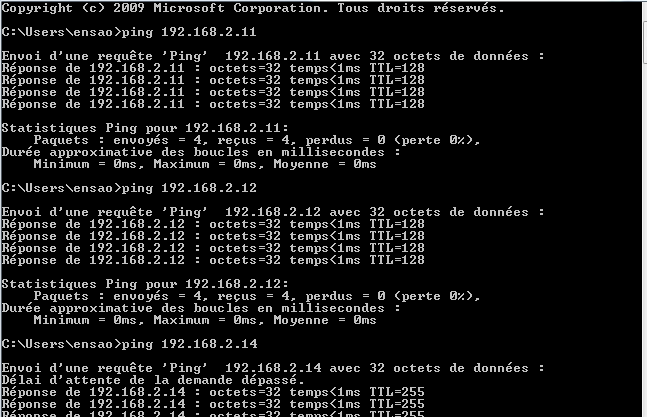 Copyright (c) 2009 Microsoft Corporation. Tous droits réservés.
C:\Users\ensao>ping 192.168.2.11
Envoi d'une requête 'Ping'  192.168.2.11 avec 32 octets de données :
Réponse de 192.168.2.11 : octets=32 temps<1ms TTL=128
Réponse de 192.168.2.11 : octets=32 temps<1ms TTL=128
Réponse de 192.168.2.11 : octets=32 temps<1ms TTL=128
Réponse de 192.168.2.11 : octets=32 temps<1ms TTL=128
Statistiques Ping pour 192.168.2.11:
    Paquets : envoyés = 4, reçus = 4, perdus = 0 (perte 0%),
Durée approximative des boucles en millisecondes :
    Minimum = 0ms, Maximum = 0ms, Moyenne = 0ms
C:\Users\ensao>ping 192.168.2.12
Envoi d'une requête 'Ping'  192.168.2.12 avec 32 octets de données :
Réponse de 192.168.2.12 : octets=32 temps<1ms TTL=128
Réponse de 192.168.2.12 : octets=32 temps<1ms TTL=128
Réponse de 192.168.2.12 : octets=32 temps<1ms TTL=128
Réponse de 192.168.2.12 : octets=32 temps<1ms TTL=128
Statistiques Ping pour 192.168.2.12:
    Paquets : envoyés = 4, reçus = 4, perdus = 0 (perte 0%),
Durée approximative des boucles en millisecondes :
    Minimum = 0ms, Maximum = 0ms, Moyenne = 0ms
C:\Users\ensao>ping 192.168.2.14
Envoi d'une requête 'Ping'  192.168.2.14 avec 32 octets de données :
Délai d'attente de la demande dépassé.
Réponse de 192.168.2.14 : octets=32 temps<1ms TTL=255
Réponse de 192.168.2.14 : octets=32 temps<1ms TTL=255
Réponse de 192.168.2.14 : octets=32 temps<1ms TTL=255